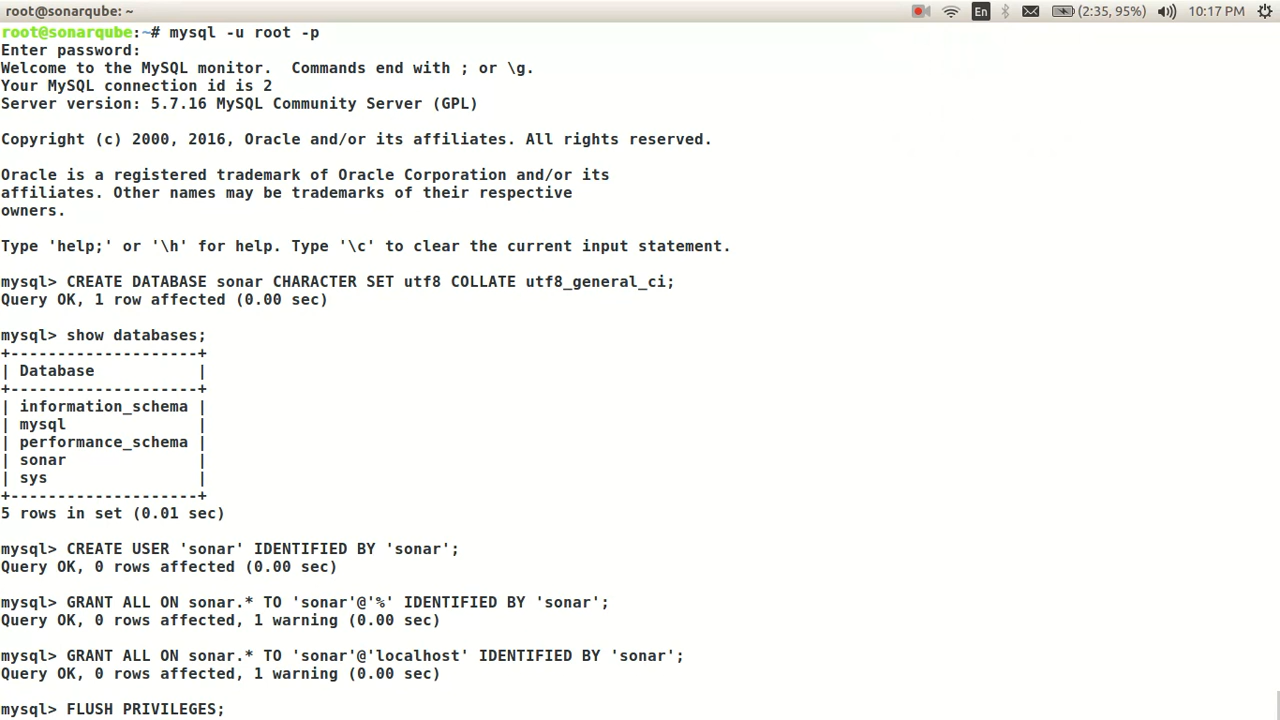 root@sonarqube: ~
En
(2:35, 95%)
10:17 PM
root@sonarqube:~# mysql -u root -p
Enter password:
Welcome to the MySQL monitor.  Commands end with ; or \g.
Your MySQL connection id is 2
Server version: 5.7.16 MySQL Community Server (GPL)
Copyright (c) 2000, 2016, Oracle and/or its affiliates. All rights reserved.
Oracle is a registered trademark of Oracle Corporation and/or its
affiliates. Other names may be trademarks of their respective
owners.
Type 'help;' or '\h' for help. Type '\c' to clear the current input statement.
mysql> CREATE DATABASE sonar CHARACTER SET utf8 COLLATE utf8_general_ci;
Query OK, 1 row affected (0.00 sec)
mysql> show databases;
+--------------------+
| Database           |
+--------------------+
| information_schema |
| mysql              |
| performance_schema |
| sonar              |
| sys                |
+--------------------+
5 rows in set (0.01 sec)
mysql> CREATE USER 'sonar' IDENTIFIED BY 'sonar';
Query OK, 0 rows affected (0.00 sec)
mysql> GRANT ALL ON sonar.* TO 'sonar'@'%' IDENTIFIED BY 'sonar';
Query OK, 0 rows affected, 1 warning (0.00 sec)
mysql> GRANT ALL ON sonar.* TO 'sonar'@'localhost' IDENTIFIED BY 'sonar';
Query OK, 0 rows affected, 1 warning (0.00 sec)
mysql> FLUSH PRIVILEGES;